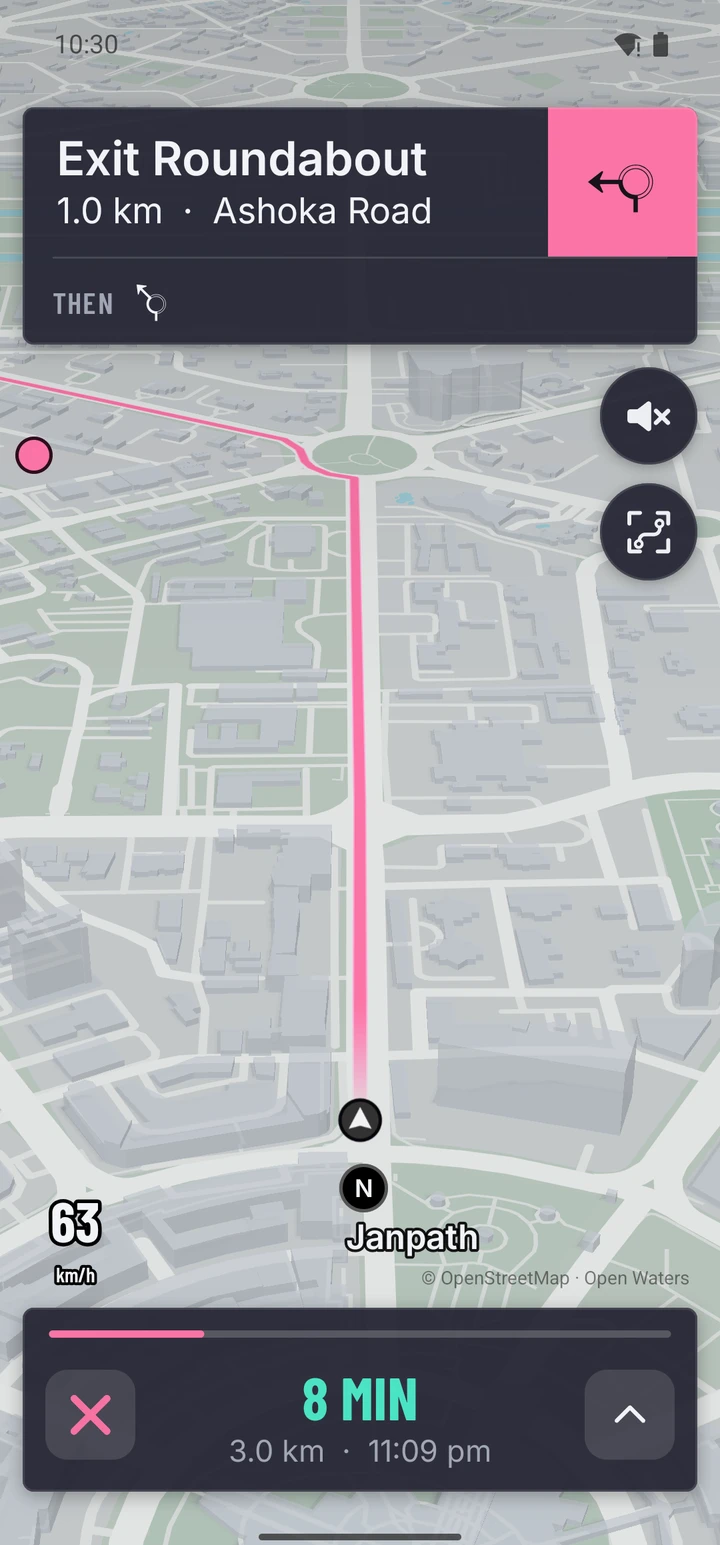 10:30
Exit Roundabout
1.0 km · Ashoka Road
THEN
N
Janpath
63
km/h
© OpenStreetMap · Open Waters
8 MIN
3.0 km · 11:09 pm